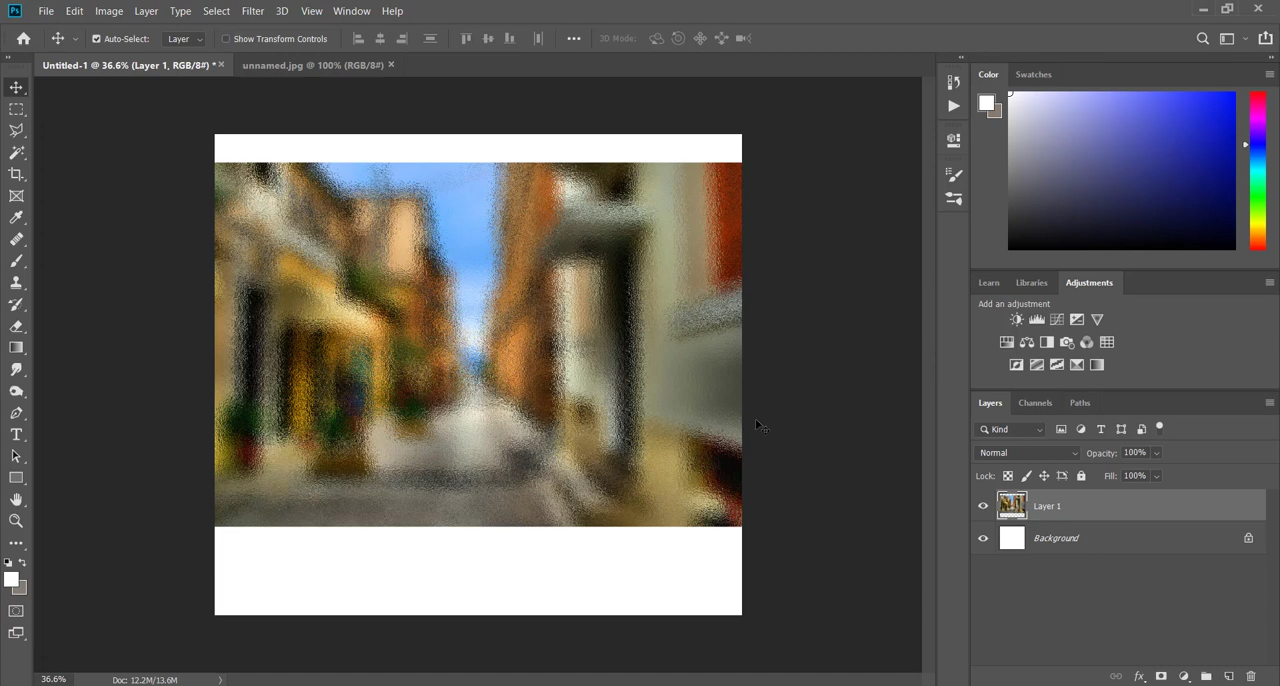 Ps File Edit Image Layer Type Select Filter 3D View Window Help
Auto-Select: Layer Show Transform Controls 3D Mode:
Untitled-1 @ 36.6% (Layer 1, RGB/8#) * × unnamed.jpg @ 100% (RGB/8#) ×
Color Swatches
Learn Libraries Adjustments
Add an adjustment
Layers Channels Paths
Kind
Normal Opacity: 100%
Lock: Fill: 100%
Layer 1
Background
36.6% Doc: 12.2M/13.6M